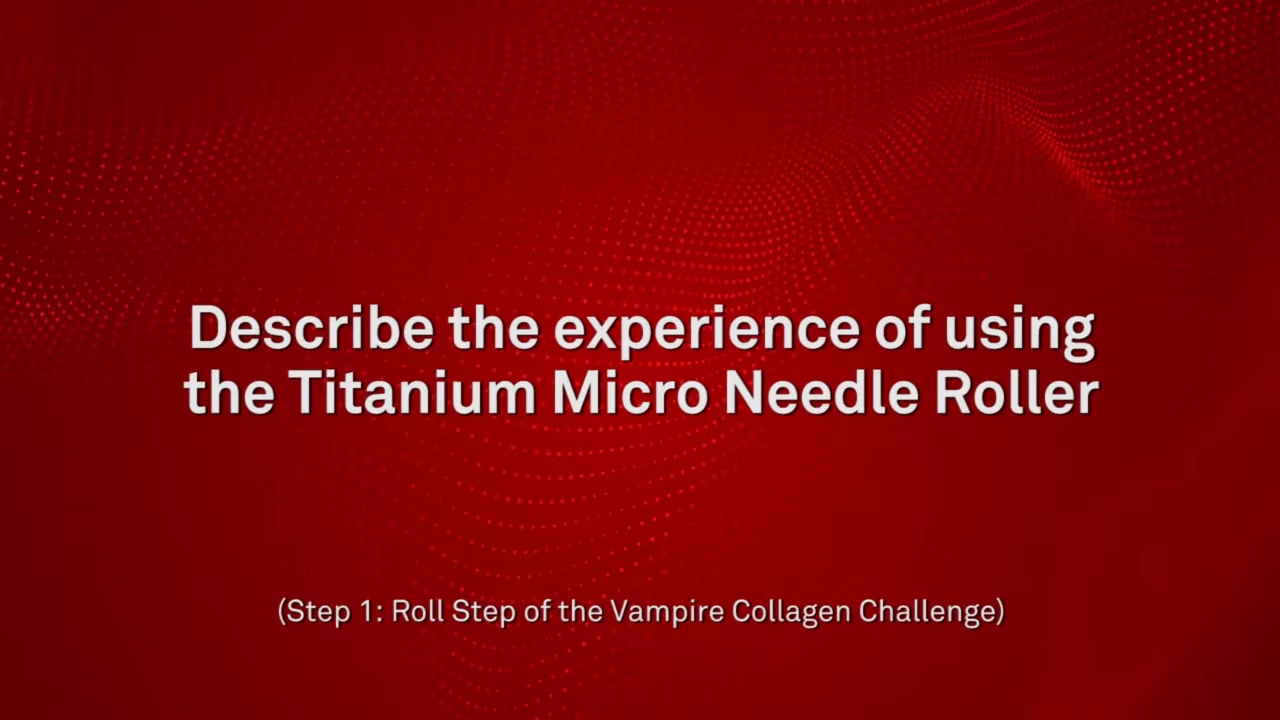 Describe the experience of using
the Titanium Micro Needle Roller
(Step 1: Roll Step of the Vampire Collagen Challenge)